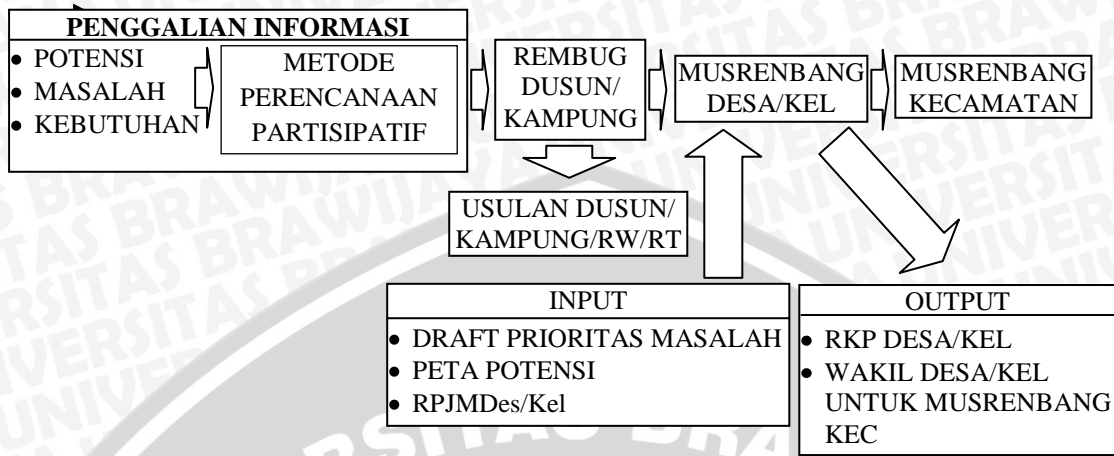 PENGGALIAN INFORMASI
• POTENSI
• MASALAH
• KEBUTUHAN
METODE
PERENCANAAN
PARTISIPATIF
REMBUG
DUSUN/
KAMPUNG
MUSRENBANG
DESA/KEL
MUSRENBANG
KECAMATAN
USULAN DUSUN/
KAMPUNG/RW/RT
INPUT
• DRAFT PRIORITAS MASALAH
• PETA POTENSI
• RPJMDes/Kel
OUTPUT
• RKP DESA/KEL
• WAKIL DESA/KEL
UNTUK MUSRENBANG
KEC